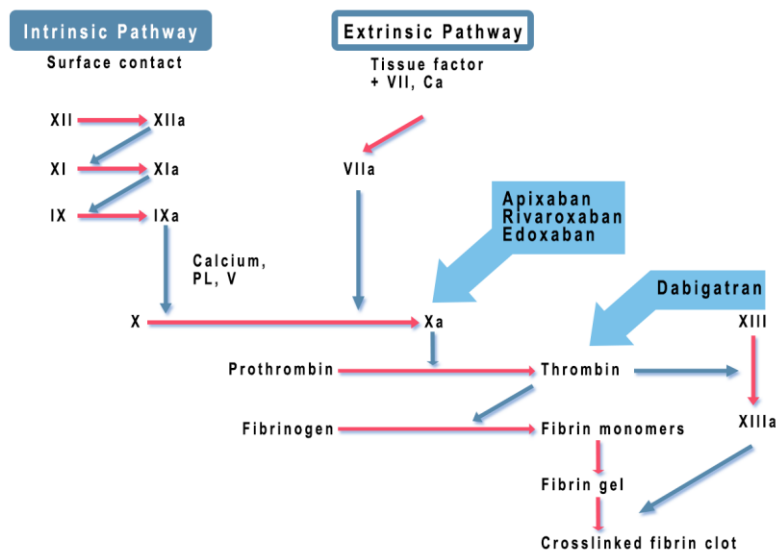 Intrinsic Pathway
Extrinsic Pathway
Surface contact
Tissue factor
+ VII, Ca
XII
XIIa
XI
XIa
VIIa
IX
IXa
Apixaban
Rivaroxaban
Edoxaban
Calcium,
PL, V
Dabigatran
X
Xa
XIII
Prothrombin
Thrombin
XIIIa
Fibrinogen
Fibrin monomers
Fibrin gel
Crosslinked fibrin clot